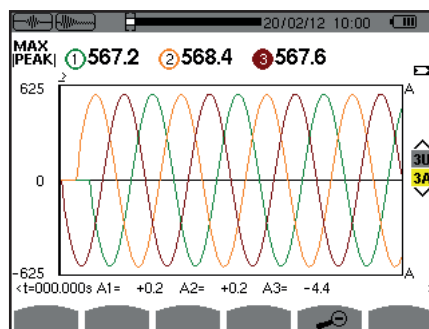 20/02/12 10:00
MAX
|PEAK| 1 567.2 2 568.4 3 567.6
625 A
3U
0 3A
-625 A
<t=000.000s A1= +0.2 A2= +0.2 A3= -4.4